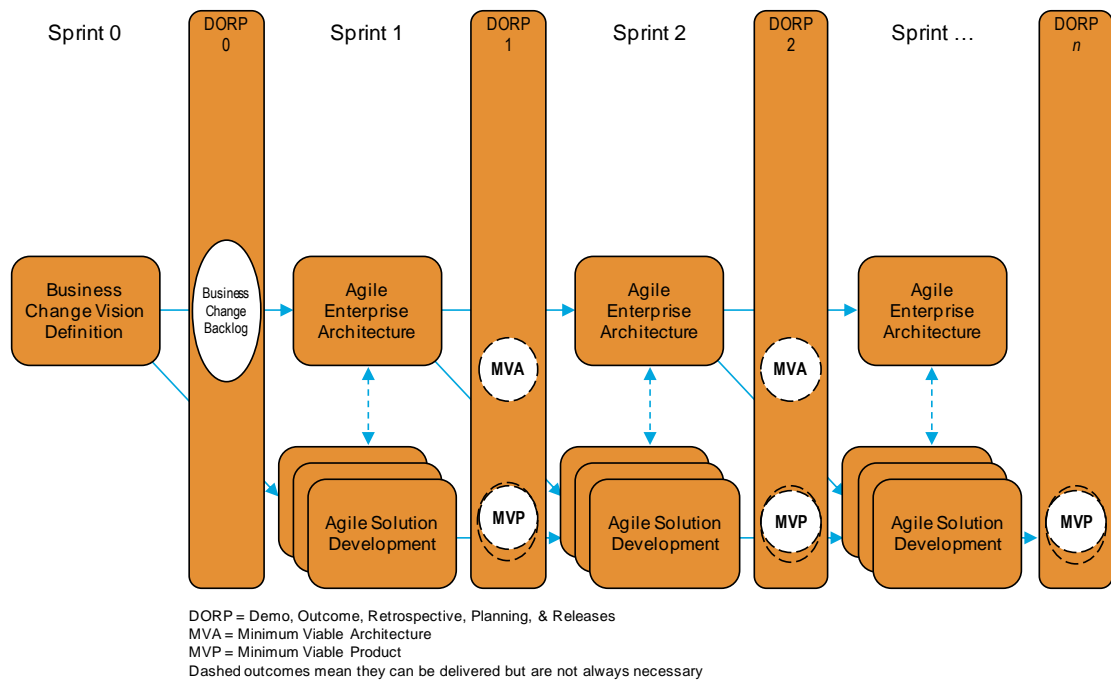 Sprint 0
DORP
0
Sprint 1
DORP
1
Sprint 2
DORP
2
Sprint …
DORP
n
Business
Change Vision
Definition
Business
Change
Backlog
Agile
Enterprise
Architecture
MVA
Agile
Enterprise
Architecture
MVA
Agile
Enterprise
Architecture
Agile Solution
Development
MVP
Agile Solution
Development
MVP
Agile Solution
Development
MVP
DORP = Demo, Outcome, Retrospective, Planning, & Releases
MVA = Minimum Viable Architecture
MVP = Minimum Viable Product
Dashed outcomes mean they can be delivered but are not always necessary